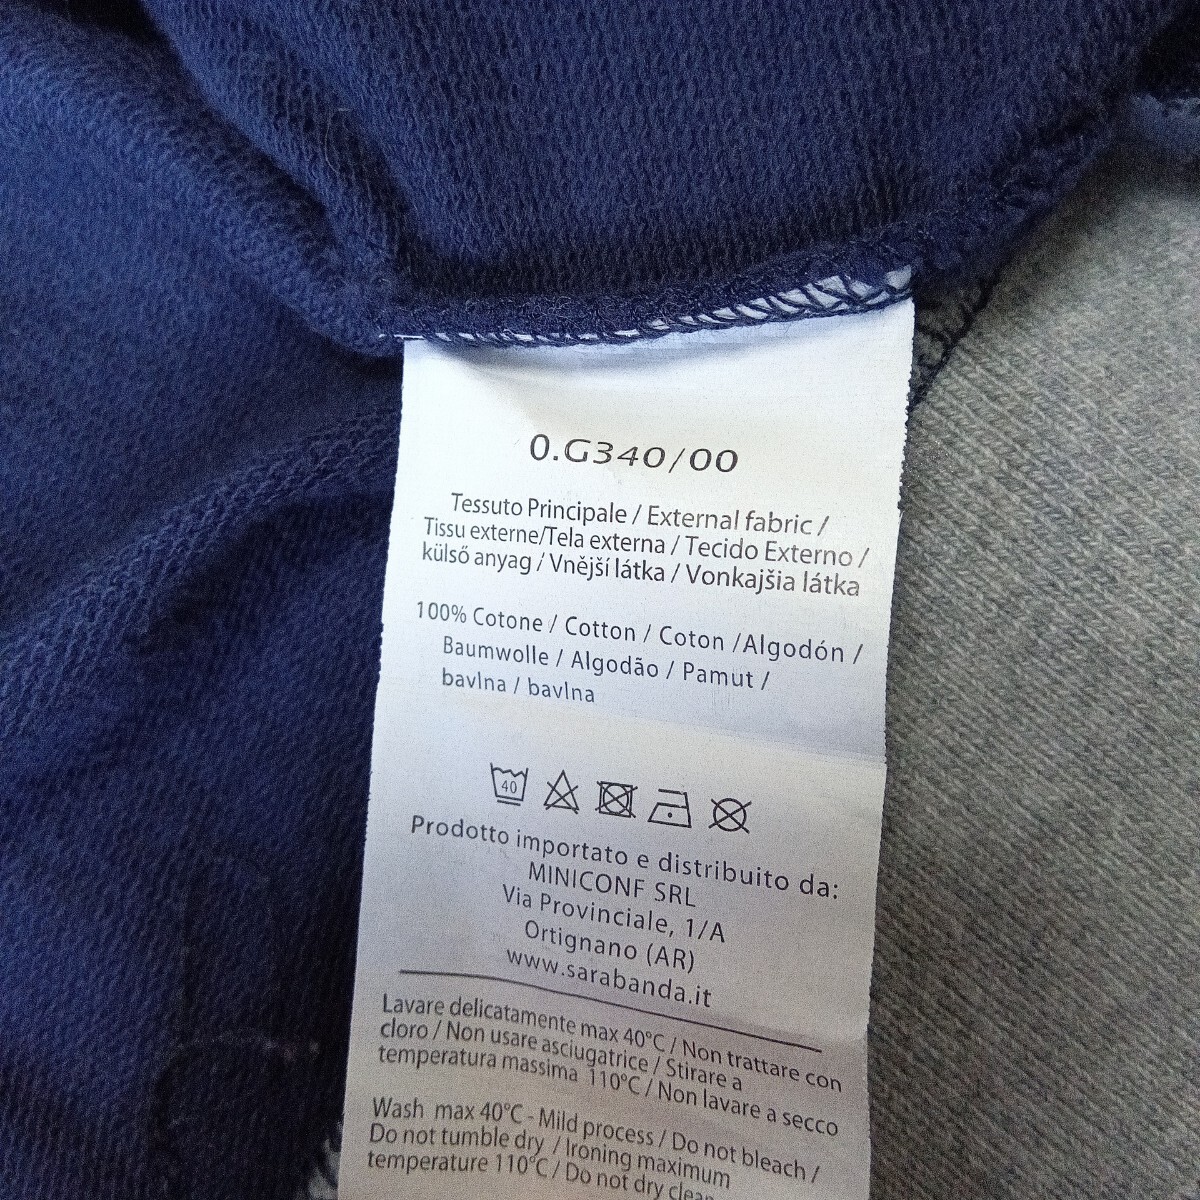 0.G340/00
Tessuto Principale / External fabric /
Tissu externe/Tela externa / Tecido Externo /
külső anyag / Vnější látka / Vonkajšia látka
100% Cotone / Cotton / Coton /Algodón /
Baumwolle / Algodão / Pamut /
bavlna / bavlna
40
Prodotto importato e distribuito da:
MINICONF SRL
Via Provinciale, 1/A
Ortignano (AR)
www.sarabanda.it
Lavare delicatamente max 40°C / Non trattare con
cloro / Non usare asciugatrice / Stirare a
temperatura massima 110°C / Non lavare a secco
Wash max 40°C - Mild process / Do not bleach /
Do not tumble dry / Ironing maximum
temperature 110°C / Do not dry clean